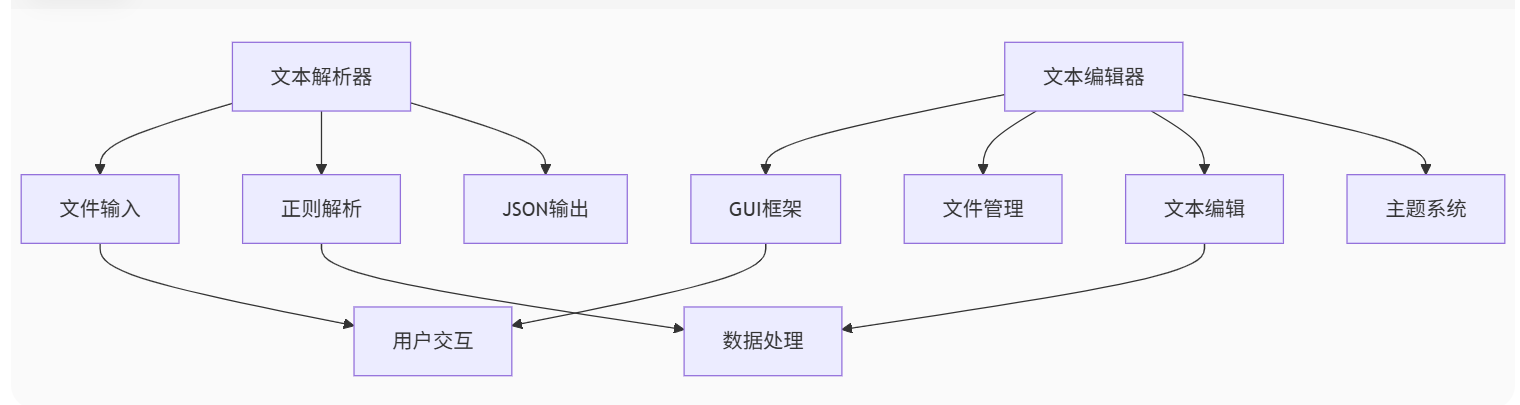 文本解析器
文本编辑器
文件输入
正则解析
JSON输出
GUI框架
文件管理
文本编辑
主题系统
用户交互
数据处理